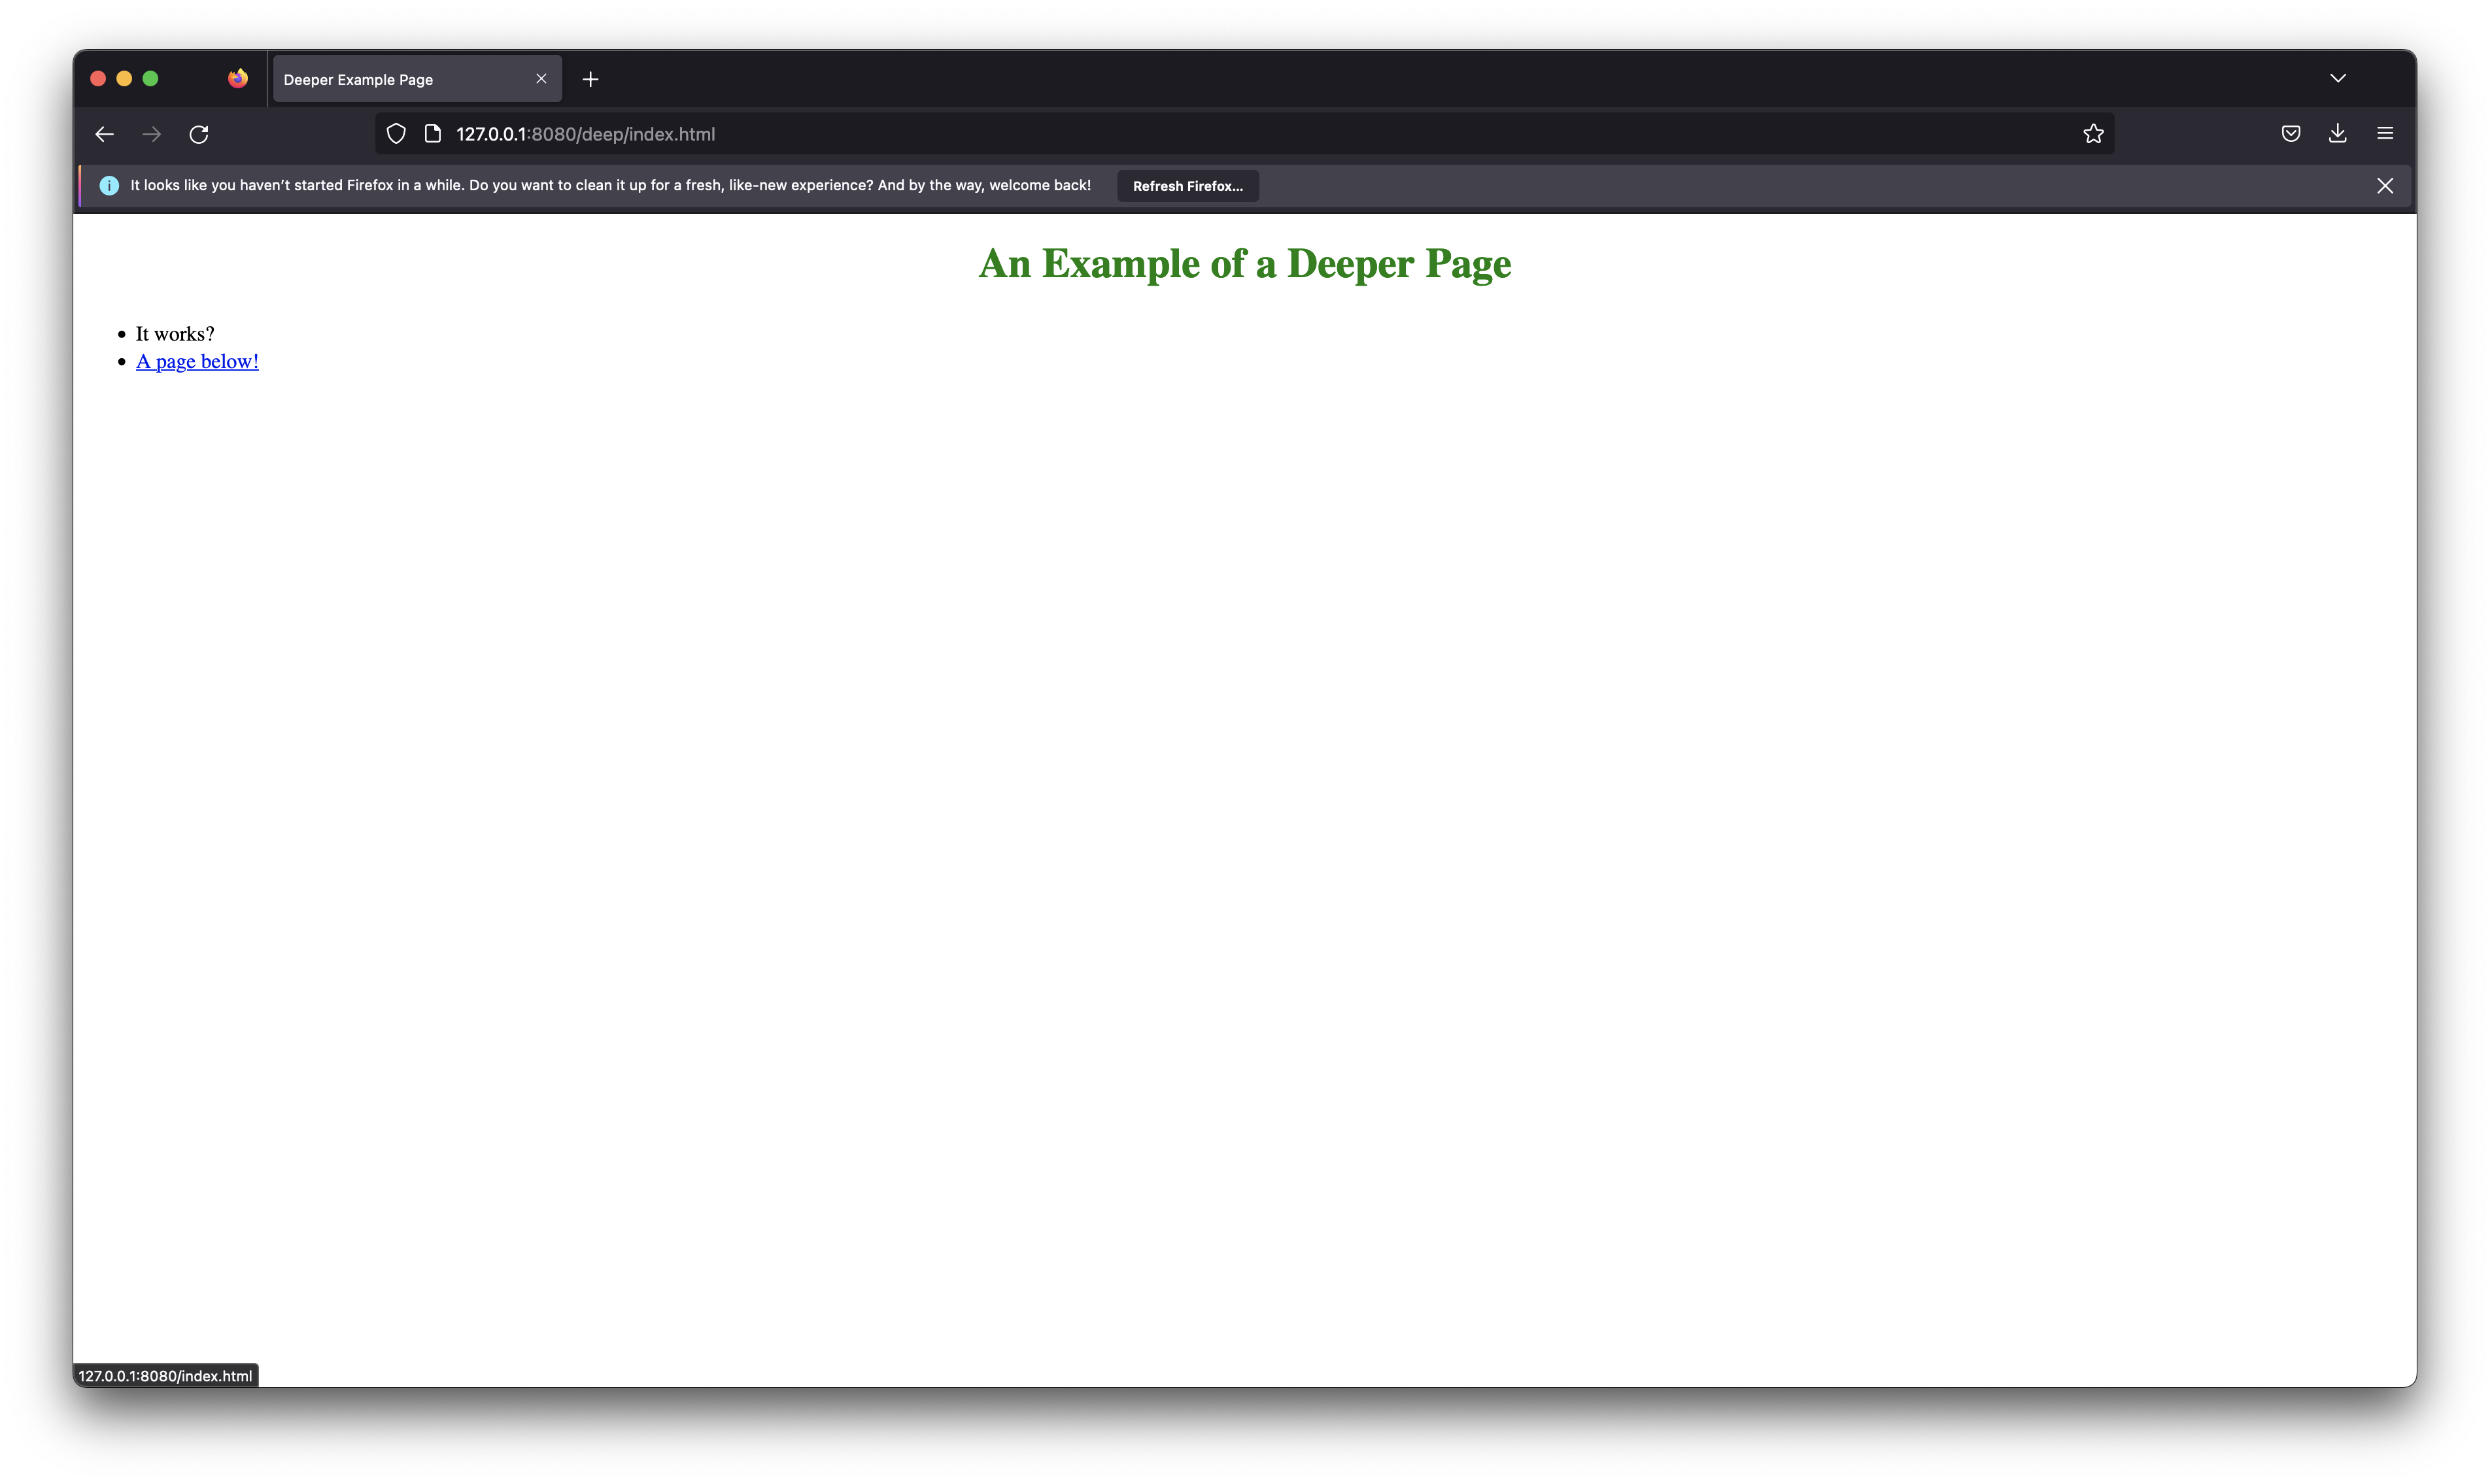 Deeper Example Page
127.0.0.1:8080/deep/index.html
It looks like you haven’t started Firefox in a while. Do you want to clean it up for a fresh, like-new experience? And by the way, welcome back! Refresh Firefox...
An Example of a Deeper Page
• It works?
• A page below!
127.0.0.1:8080/index.html